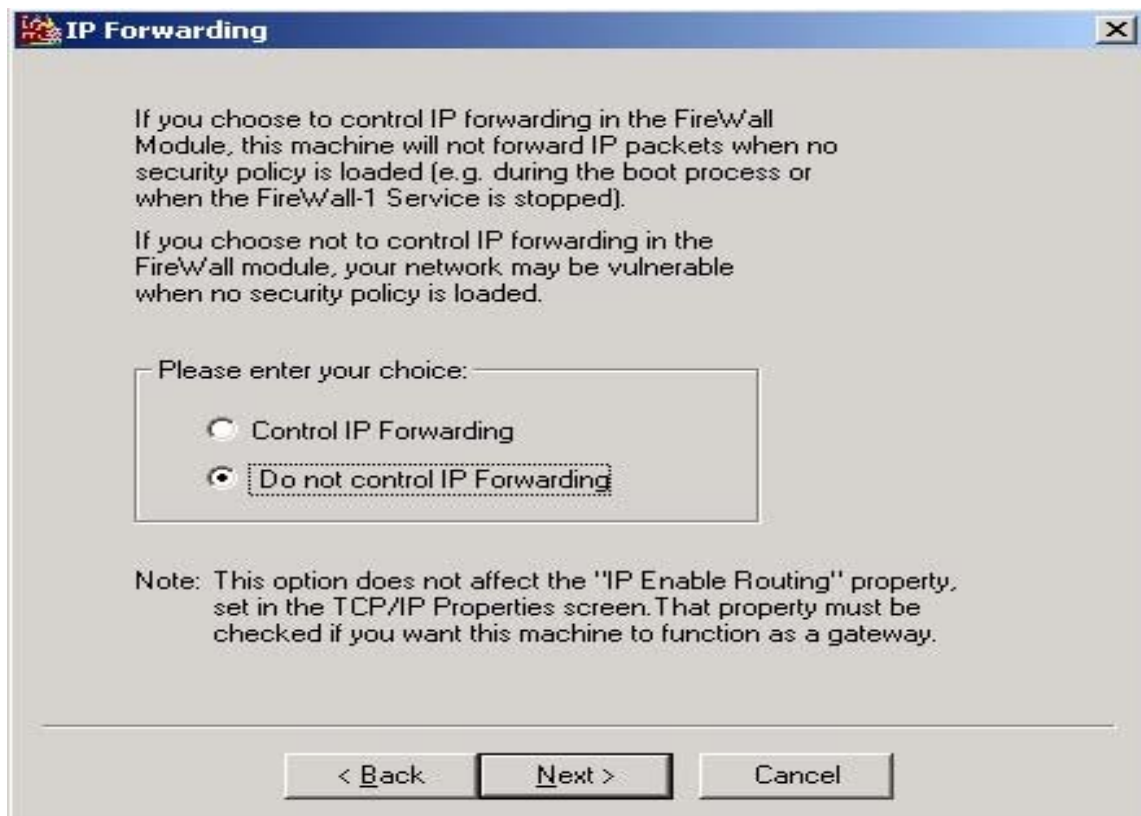 IP Forwarding
If you choose to control IP forwarding in the FireWall
Module, this machine will not forward IP packets when no
security policy is loaded (e.g. during the boot process or
when the FireWall-1 Service is stopped).
If you choose not to control IP forwarding in the
FireWall module, your network may be vulnerable
when no security policy is loaded.
Please enter your choice:
Control IP Forwarding
Do not control IP Forwarding
Note: This option does not affect the "IP Enable Routing" property,
set in the TCP/IP Properties screen.That property must be
checked if you want this machine to function as a gateway.
< Back Next > Cancel